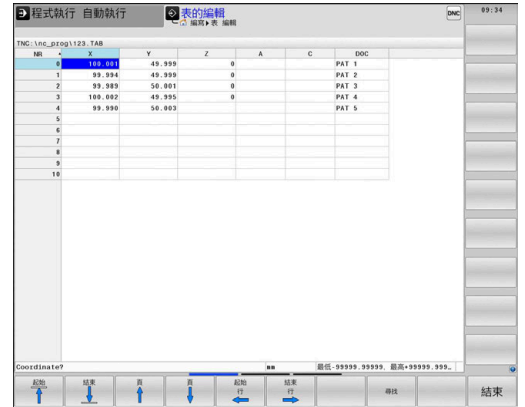 程式執行 自動執行
表的編輯
編寫▸表 編輯
DNC
09:34
TNC:\nc_prog\123.TAB
NR X Y Z A C DOC
0 100.001 49.999 0 PAT 1
1 99.994 49.999 0 PAT 2
2 99.989 50.001 0 PAT 3
3 100.002 49.995 0 PAT 4
4 99.990 50.003 PAT 5
5
6
7
8
9
10
Coordinate? mm 最低-99999.99999, 最高+99999.999…
起始 結束 頁 頁 起始行 結束行 尋找 結束